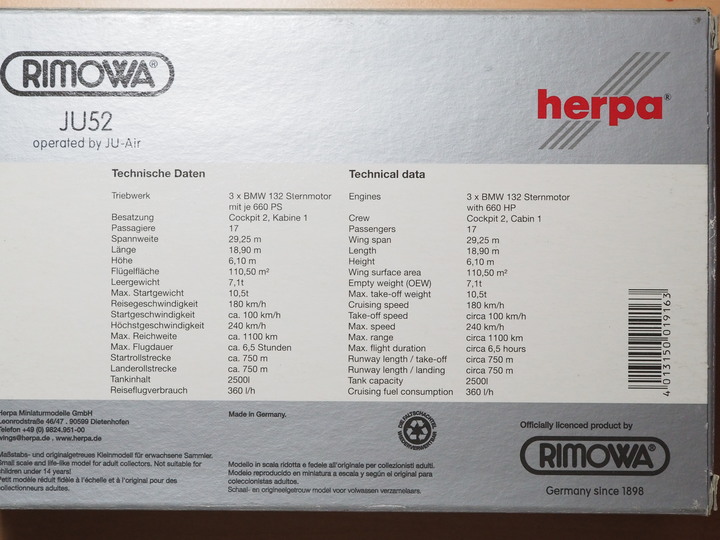 RIMOWA®
JU52
operated by JU-Air
herpa®
Technische Daten
Triebwerk 3 x BMW 132 Sternmotor
mit je 660 PS
Besatzung Cockpit 2, Kabine 1
Passagiere 17
Spannweite 29,25 m
Länge 18,90 m
Höhe 6,10 m
Flügelfläche 110,50 m²
Leergewicht 7,1t
Max. Startgewicht 10,5t
Reisegeschwindigkeit 180 km/h
Startgeschwindigkeit ca. 100 km/h
Höchstgeschwindigkeit 240 km/h
Max. Reichweite ca. 1100 km
Max. Flugdauer ca. 6,5 Stunden
Startrollstrecke ca. 750 m
Landerollstrecke ca. 750 m
Tankinhalt 2500l
Reiseflugverbrauch 360 l/h
Technical data
Engines 3 x BMW 132 Sternmotor
with 660 HP
Crew Cockpit 2, Cabin 1
Passengers 17
Wing span 29,25 m
Length 18,90 m
Height 6,10 m
Wing surface area 110,50 m²
Empty weight (OEW) 7,1t
Max. take-off weight 10,5t
Cruising speed 180 km/h
Take-off speed circa 100 km/h
Max. speed 240 km/h
Max. range circa 1100 km
Max. flight duration circa 6,5 hours
Runway length / take-off circa 750 m
Runway length / landing circa 750 m
Tank capacity 2500l
Cruising fuel consumption 360 l/h
4 013150 019163
Herpa Miniaturmodelle GmbH
Leonrodstraße 46/47 . 90599 Dietenhofen
Telefon +49 (0) 9824.951-00
wings@herpa.de . www.herpa.de
Maßstabs- und originalgetreues Kleinmodell für erwachsene Sammler.
Small scale and life-like model for adult collectors. Not suitable for
children under 14 years!
Petit modèle réduit fidèle à l'échelle et à l'original pour des
collectionneurs adultes.
Made in Germany.
DIE FALTSCHACHTEL
Modello in scala ridotta e fedele all'originale per collezionisti adulti.
Modelo reproducido en miniatura a escala y según el original para
coleccionistas adultos.
Schaal- en origineelgetrouw model voor volwassen verzamelaars.
Officially licenced product by
RIMOWA®
Germany since 1898